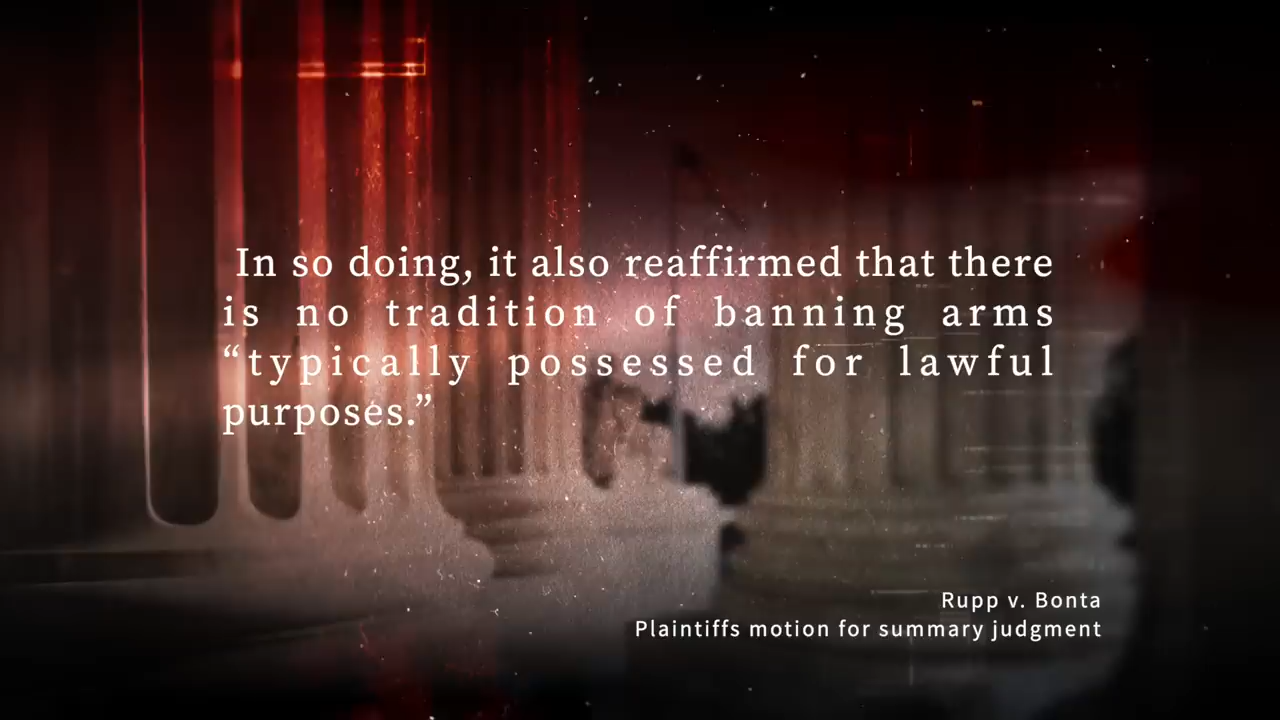 In so doing, it also reaffirmed that there
is no tradition of banning arms
“typically possessed for lawful
purposes.”
Rupp v. Bonta
Plaintiffs motion for summary judgment